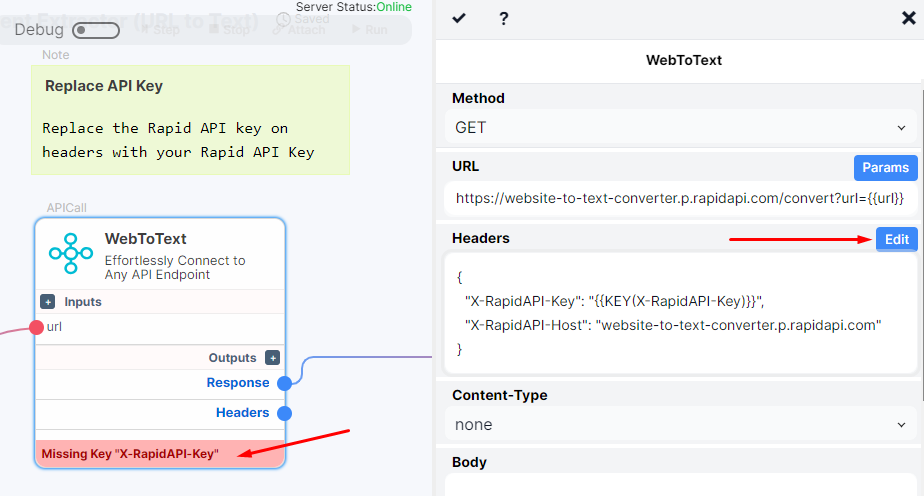 Server Status:Online
ent Extractor (URL to Text)
Saved
Debug
Ship
Stop
Attach
Run
Note
Replace API Key
Replace the Rapid API key on
headers with your Rapid API Key
APICall
WebToText
Effortlessly Connect to
Any API Endpoint
+ Inputs
url
Outputs +
Response
Headers
Missing Key "X-RapidAPI-Key"
?
WebToText
Method
GET
URL
Params
https://website-to-text-converter.p.rapidapi.com/convert?url={{url}}
Headers
Edit
{
"X-RapidAPI-Key": "{{KEY(X-RapidAPI-Key)}}",
"X-RapidAPI-Host": "website-to-text-converter.p.rapidapi.com"
}
Content-Type
none
Body